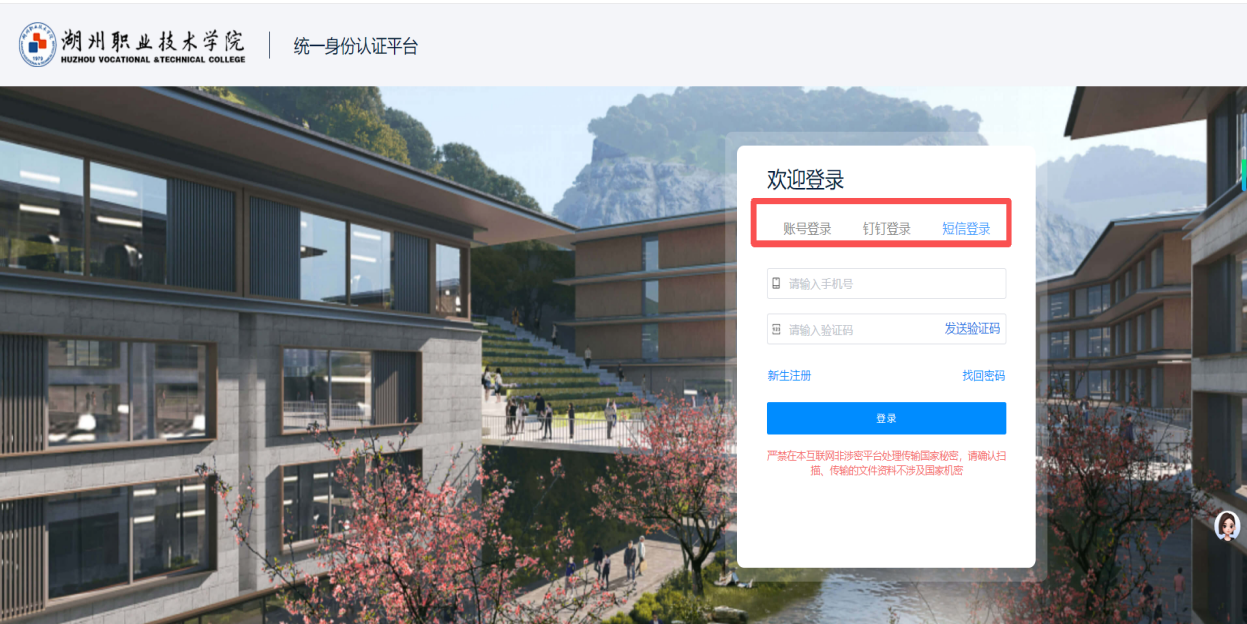 湖州职业技术学院
HUZHOU VOCATIONAL &TECHNICAL COLLEGE
1979
统一身份认证平台
欢迎登录
账号登录 钉钉登录 短信登录
请输入手机号
请输入验证码 发送验证码
新生注册 找回密码
登录
严禁在本互联网非涉密平台处理传输国家秘密，请确认扫
描、传输的文件资料不涉及国家机密